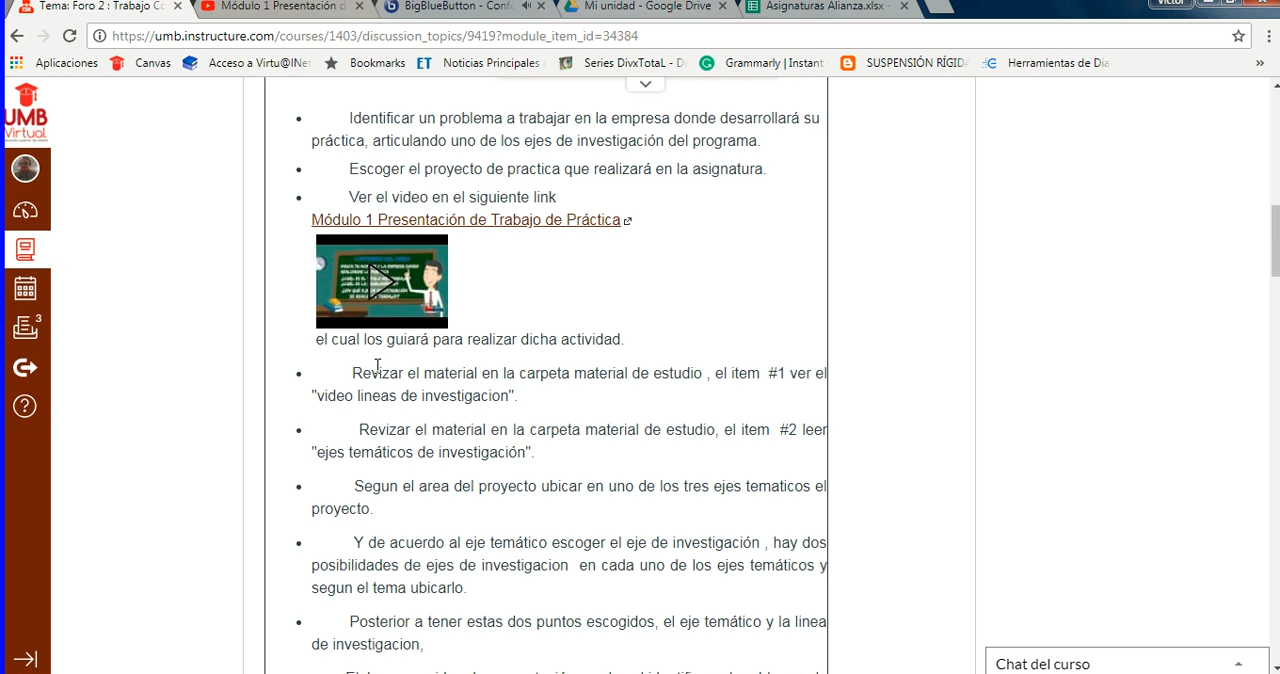 Tema: Foro 2 : Trabajo Co
Módulo 1 Presentación d
BigBlueButton - Confe
Mi unidad - Google Drive
Asignaturas Alianza.xlsx -
Victor
https://umb.instructure.com/courses/1403/discussion_topics/9419?module_item_id=34384
Aplicaciones
Canvas
Acceso a Virtu@lNet
Bookmarks
ET
Noticias Principales
Series DivxTotaL - D
Grammarly | Instant
SUSPENSIÓN RÍGIDA
Herramientas de Dia
»
UMB
Virtual
3
• Identificar un problema a trabajar en la empresa donde desarrollará su
práctica, articulando uno de los ejes de investigación del programa.
• Escoger el proyecto de practica que realizará en la asignatura.
• Ver el video en el siguiente link
Módulo 1 Presentación de Trabajo de Práctica
el cual los guiará para realizar dicha actividad.
• Revizar el material en la carpeta material de estudio , el item #1 ver el
"video lineas de investigacion".
• Revizar el material en la carpeta material de estudio, el item #2 leer
"ejes temáticos de investigación".
• Segun el area del proyecto ubicar en uno de los tres ejes tematicos el
proyecto.
• Y de acuerdo al eje temático escoger el eje de investigación , hay dos
posibilidades de ejes de investigacion en cada uno de los ejes temáticos y
segun el tema ubicarlo.
• Posterior a tener estas dos puntos escogidos, el eje temático y la linea
de investigacion,
Chat del curso